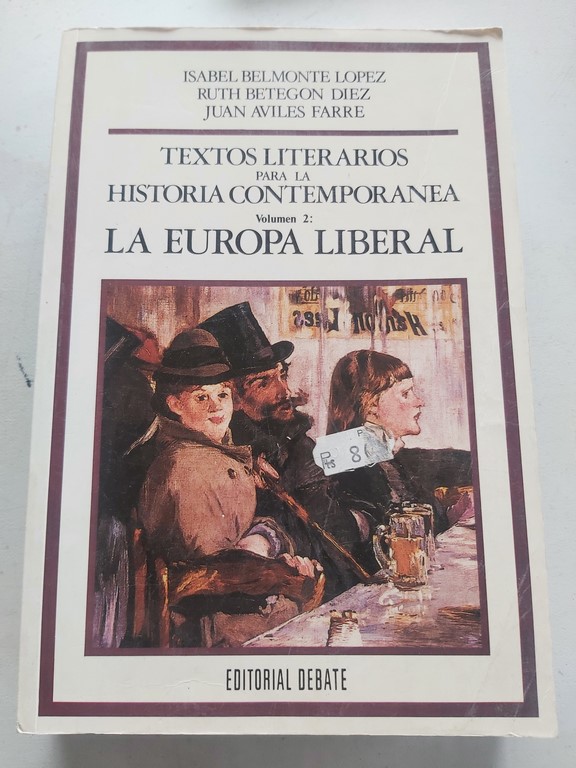 ISABEL BELMONTE LOPEZ
RUTH BETEGON DIEZ
JUAN AVILES FARRE
TEXTOS LITERARIOS
PARA LA
HISTORIA CONTEMPORANEA
Volumen 2:
LA EUROPA LIBERAL
P 8
EDITORIAL DEBATE